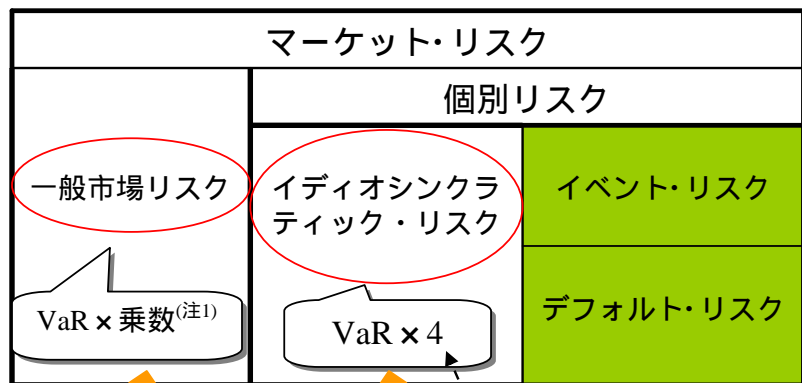 マーケット・リスク
個別リスク
一般市場リスク
イディオシンクラ
ティック・リスク
イベント・リスク
デフォルト・リスク
VaR×乗数(注1)
VaR×4